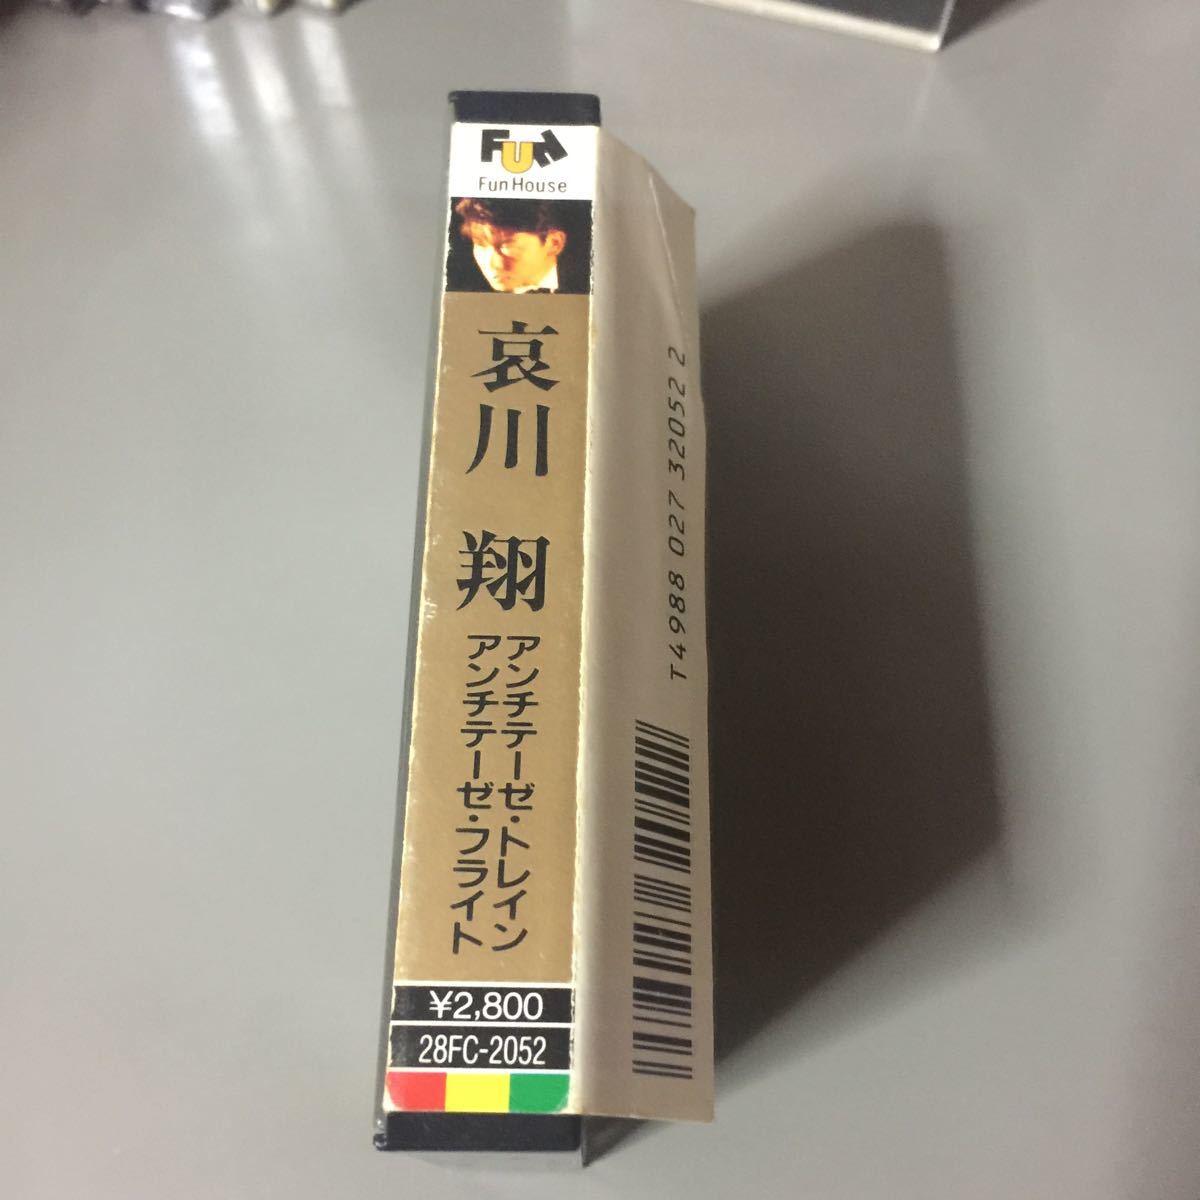 Fun
Fun House
哀川 翔
アンチテーゼ・トレイン
アンチテーゼ・フライト
¥2,800
28FC-2052
T4988 027 32052 2